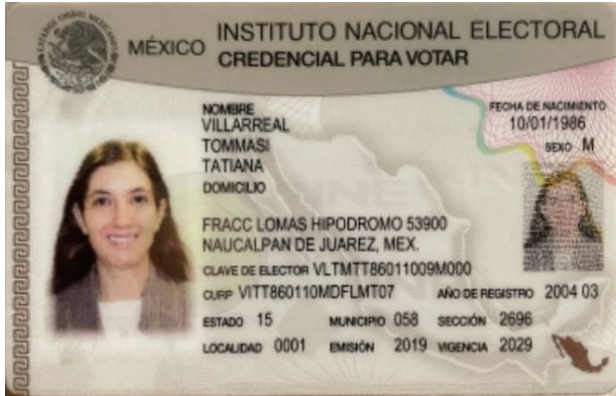 MÉXICO
INSTITUTO NACIONAL ELECTORAL
CREDENCIAL PARA VOTAR
NOMBRE
VILLARREAL
TOMMASI
TATIANA
FECHA DE NACIMIENTO
10/01/1986
SEXO M
DOMICILIO
FRACC LOMAS HIPODROMO 53900
NAUCALPAN DE JUAREZ, MEX.
CLAVE DE ELECTOR VLTMTT86011009M000
CURP VITT860110MDFLMT07 AÑO DE REGISTRO 2004 03
ESTADO 15 MUNICIPIO 058 SECCIÓN 2696
LOCALIDAD 0001 EMISIÓN 2019 VIGENCIA 2029